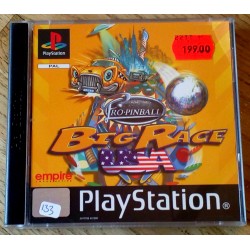 PlayStation
PAL
199.00
PRO-PINBALL
BIG RACE
USA
empire
133
PlayStation